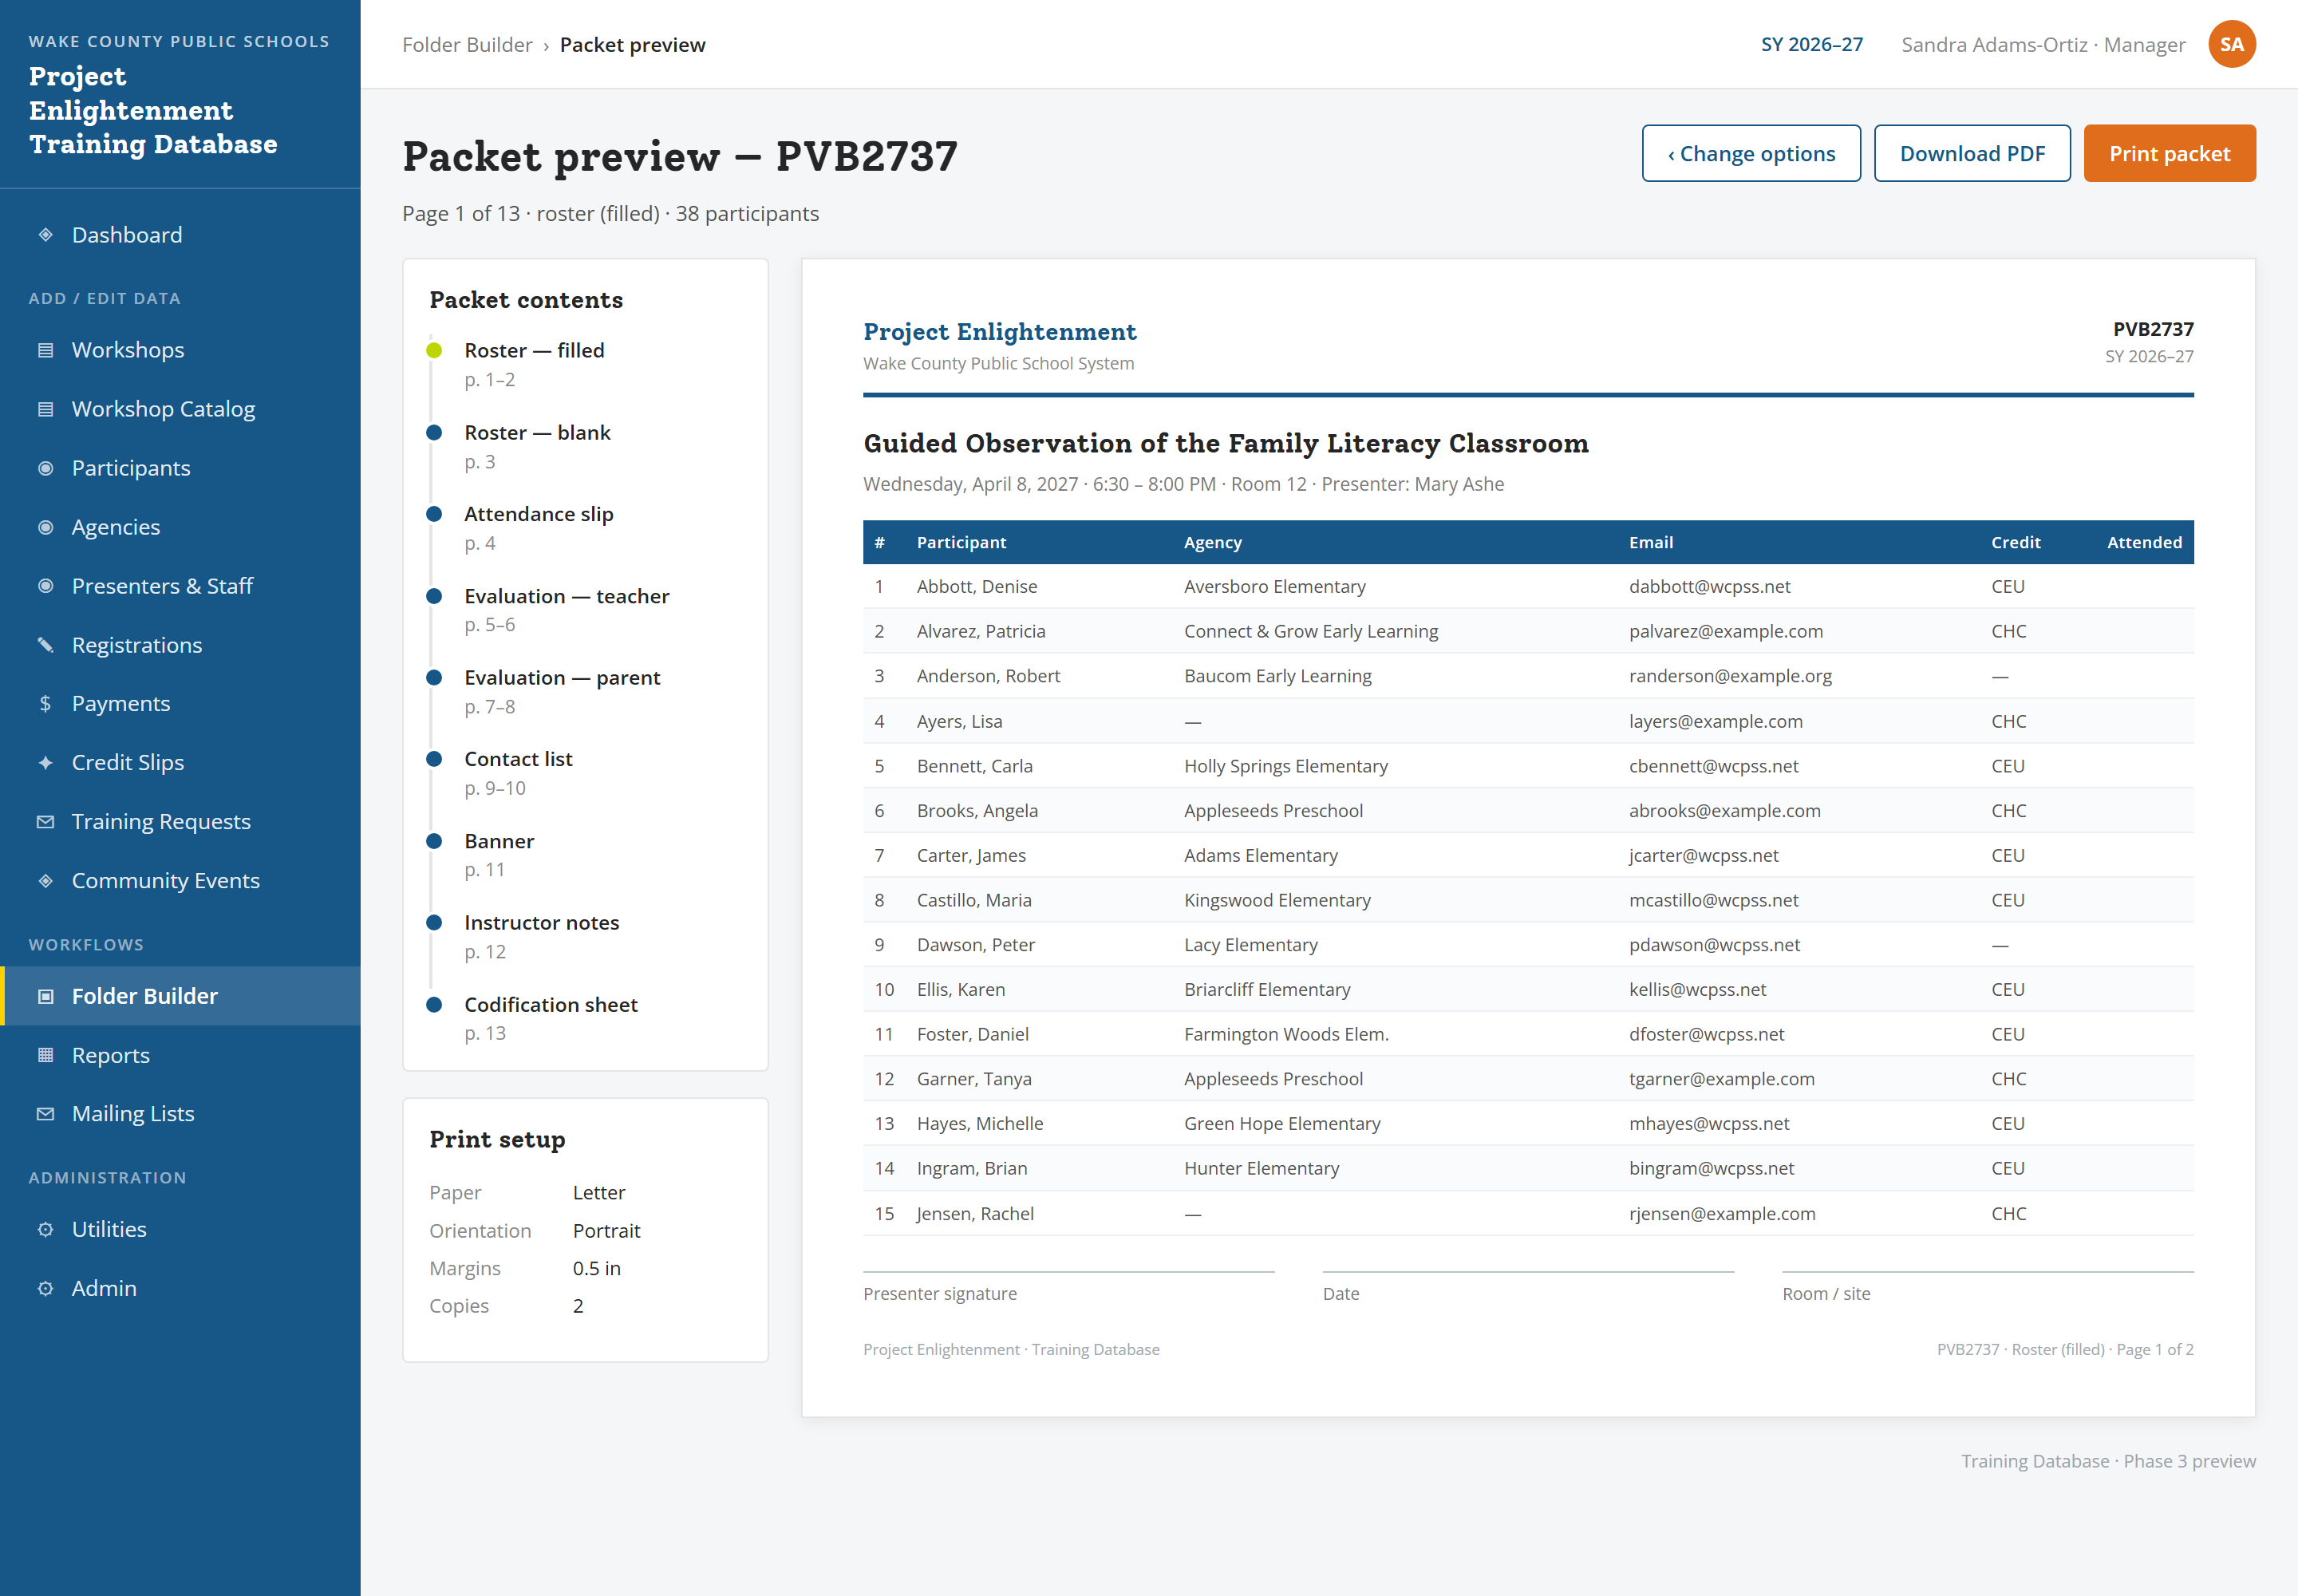 WAKE COUNTY PUBLIC SCHOOLS
Project
Enlightenment
Training Database
Dashboard
ADD / EDIT DATA
Workshops
Workshop Catalog
Participants
Agencies
Presenters & Staff
Registrations
$ Payments
Credit Slips
Training Requests
Community Events
WORKFLOWS
Folder Builder
Reports
Mailing Lists
ADMINISTRATION
Utilities
Admin
Folder Builder › Packet preview
SY 2026–27 Sandra Adams-Ortiz · Manager SA
Packet preview — PVB2737
‹ Change options Download PDF Print packet
Page 1 of 13 · roster (filled) · 38 participants
Packet contents
Roster — filled
p. 1–2
Roster — blank
p. 3
Attendance slip
p. 4
Evaluation — teacher
p. 5–6
Evaluation — parent
p. 7–8
Contact list
p. 9–10
Banner
p. 11
Instructor notes
p. 12
Codification sheet
p. 13
Print setup
Paper Letter
Orientation Portrait
Margins 0.5 in
Copies 2
Project Enlightenment PVB2737
Wake County Public School System SY 2026–27
Guided Observation of the Family Literacy Classroom
Wednesday, April 8, 2027 · 6:30 – 8:00 PM · Room 12 · Presenter: Mary Ashe
# Participant Agency Email Credit Attended
1 Abbott, Denise Aversboro Elementary dabbott@wcpss.net CEU
2 Alvarez, Patricia Connect & Grow Early Learning palvarez@example.com CHC
3 Anderson, Robert Baucom Early Learning randerson@example.org —
4 Ayers, Lisa — layers@example.com CHC
5 Bennett, Carla Holly Springs Elementary cbennett@wcpss.net CEU
6 Brooks, Angela Appleseeds Preschool abrooks@example.com CHC
7 Carter, James Adams Elementary jcarter@wcpss.net CEU
8 Castillo, Maria Kingswood Elementary mcastillo@wcpss.net CEU
9 Dawson, Peter Lacy Elementary pdawson@wcpss.net —
10 Ellis, Karen Briarcliff Elementary kellis@wcpss.net CEU
11 Foster, Daniel Farmington Woods Elem. dfoster@wcpss.net CEU
12 Garner, Tanya Appleseeds Preschool tgarner@example.com CHC
13 Hayes, Michelle Green Hope Elementary mhayes@wcpss.net CEU
14 Ingram, Brian Hunter Elementary bingram@wcpss.net CEU
15 Jensen, Rachel — rjensen@example.com CHC
Presenter signature Date Room / site
Project Enlightenment · Training Database PVB2737 · Roster (filled) · Page 1 of 2
Training Database · Phase 3 preview